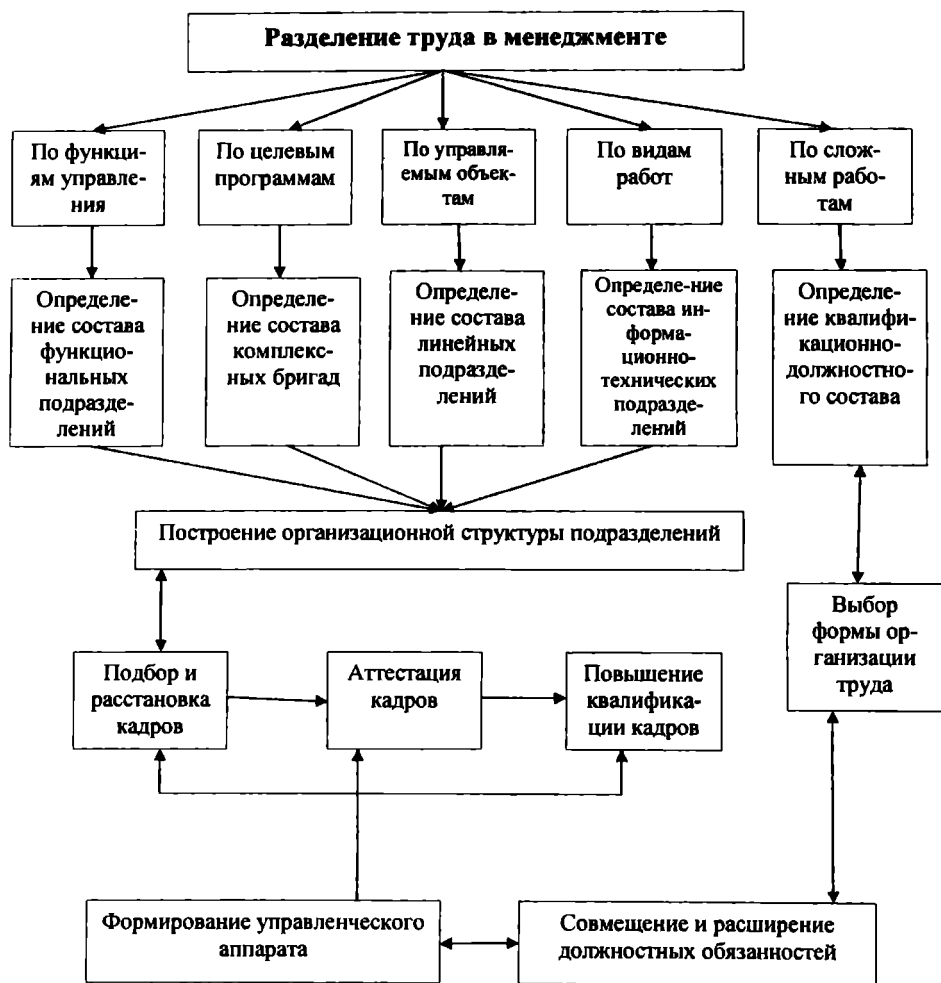 Разделение труда в менеджменте
По функци-
ям управле-
ния
По целевым
программам
По управля-
емым объек-
там
По видам
работ
По слож-
ным рабо-
там
Определе-
ние состава
функцио-
нальных
подразде-
лений
Определе-
ние состава
комплекс-
ных бригад
Определе-
ние состава
линейных
подразде-
лений
Определе-ние
состава ин-
форма-
ционно-
технических
подразде-
лений
Определе-
ние квалифи-
кационно-
должностно-
го состава
Построение организационной структуры подразделений
Выбор
формы ор-
ганизации
труда
Подбор и
расстановка
кадров
Аттестация
кадров
Повышение
квалифика-
ции кадров
Формирование управленческого
аппарата
Совмещение и расширение
должностных обязанностей